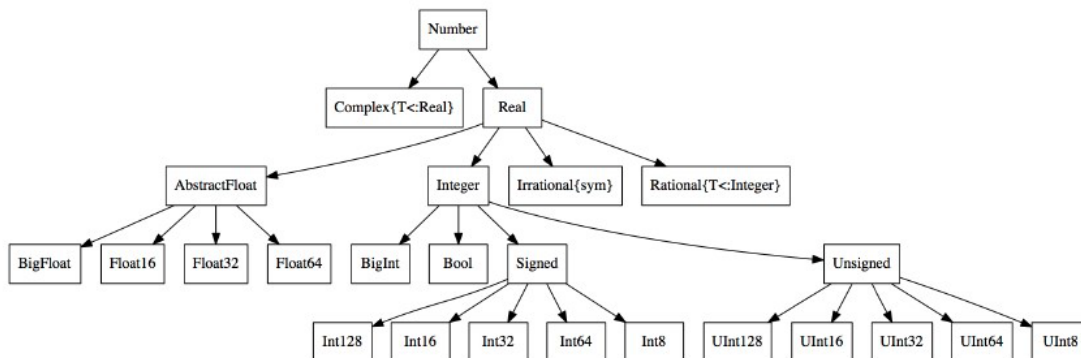 Number
Complex{T<:Real}
Real
AbstractFloat
Integer
Irrational{sym}
Rational{T<:Integer}
BigFloat
Float16
Float32
Float64
BigInt
Bool
Signed
Unsigned
Int128
Int16
Int32
Int64
Int8
UInt128
UInt16
UInt32
UInt64
UInt8